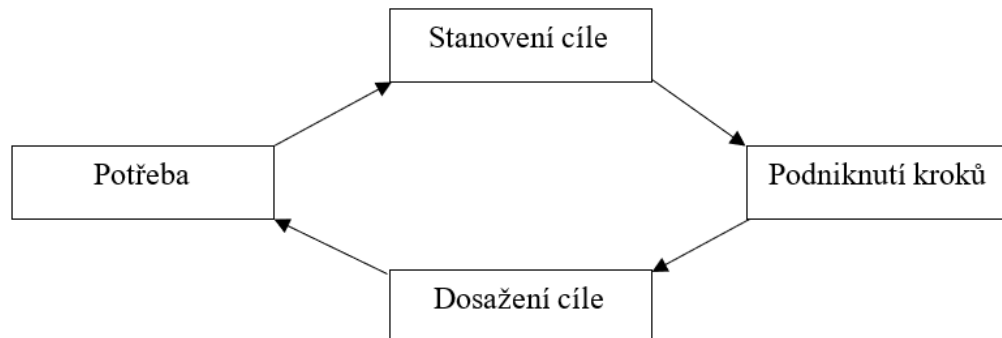 Stanovení cíle
Potřeba
Podniknutí kroků
Dosažení cíle